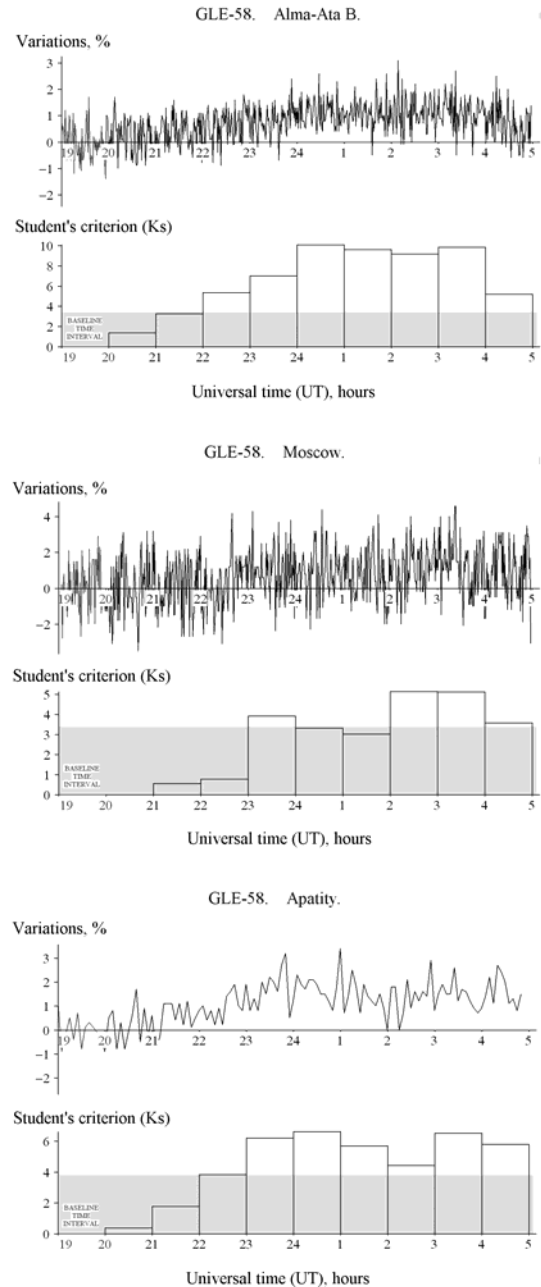 GLE-58. Alma-Ata B.
Variations, %
3
2
1
0
−1
−2
19 20 21 22 23 24 1 2 3 4 5
Student's criterion (Ks)
10
8
6
4
2
0
BASELINE
TIME
INTERVAL
19 20 21 22 23 24 1 2 3 4 5
Universal time (UT), hours
GLE-58. Moscow.
Variations, %
4
2
0
−2
19 20 21 22 23 24 1 2 3 4 5
Student's criterion (Ks)
5
4
3
2
1
0
BASELINE
TIME
INTERVAL
19 20 21 22 23 24 1 2 3 4 5
Universal time (UT), hours
GLE-58. Apatity.
Variations, %
3
2
1
0
−1
−2
19 20 21 22 23 24 1 2 3 4 5
Student's criterion (Ks)
6
4
2
0
BASELINE
TIME
INTERVAL
19 20 21 22 23 24 1 2 3 4 5
Universal time (UT), hours